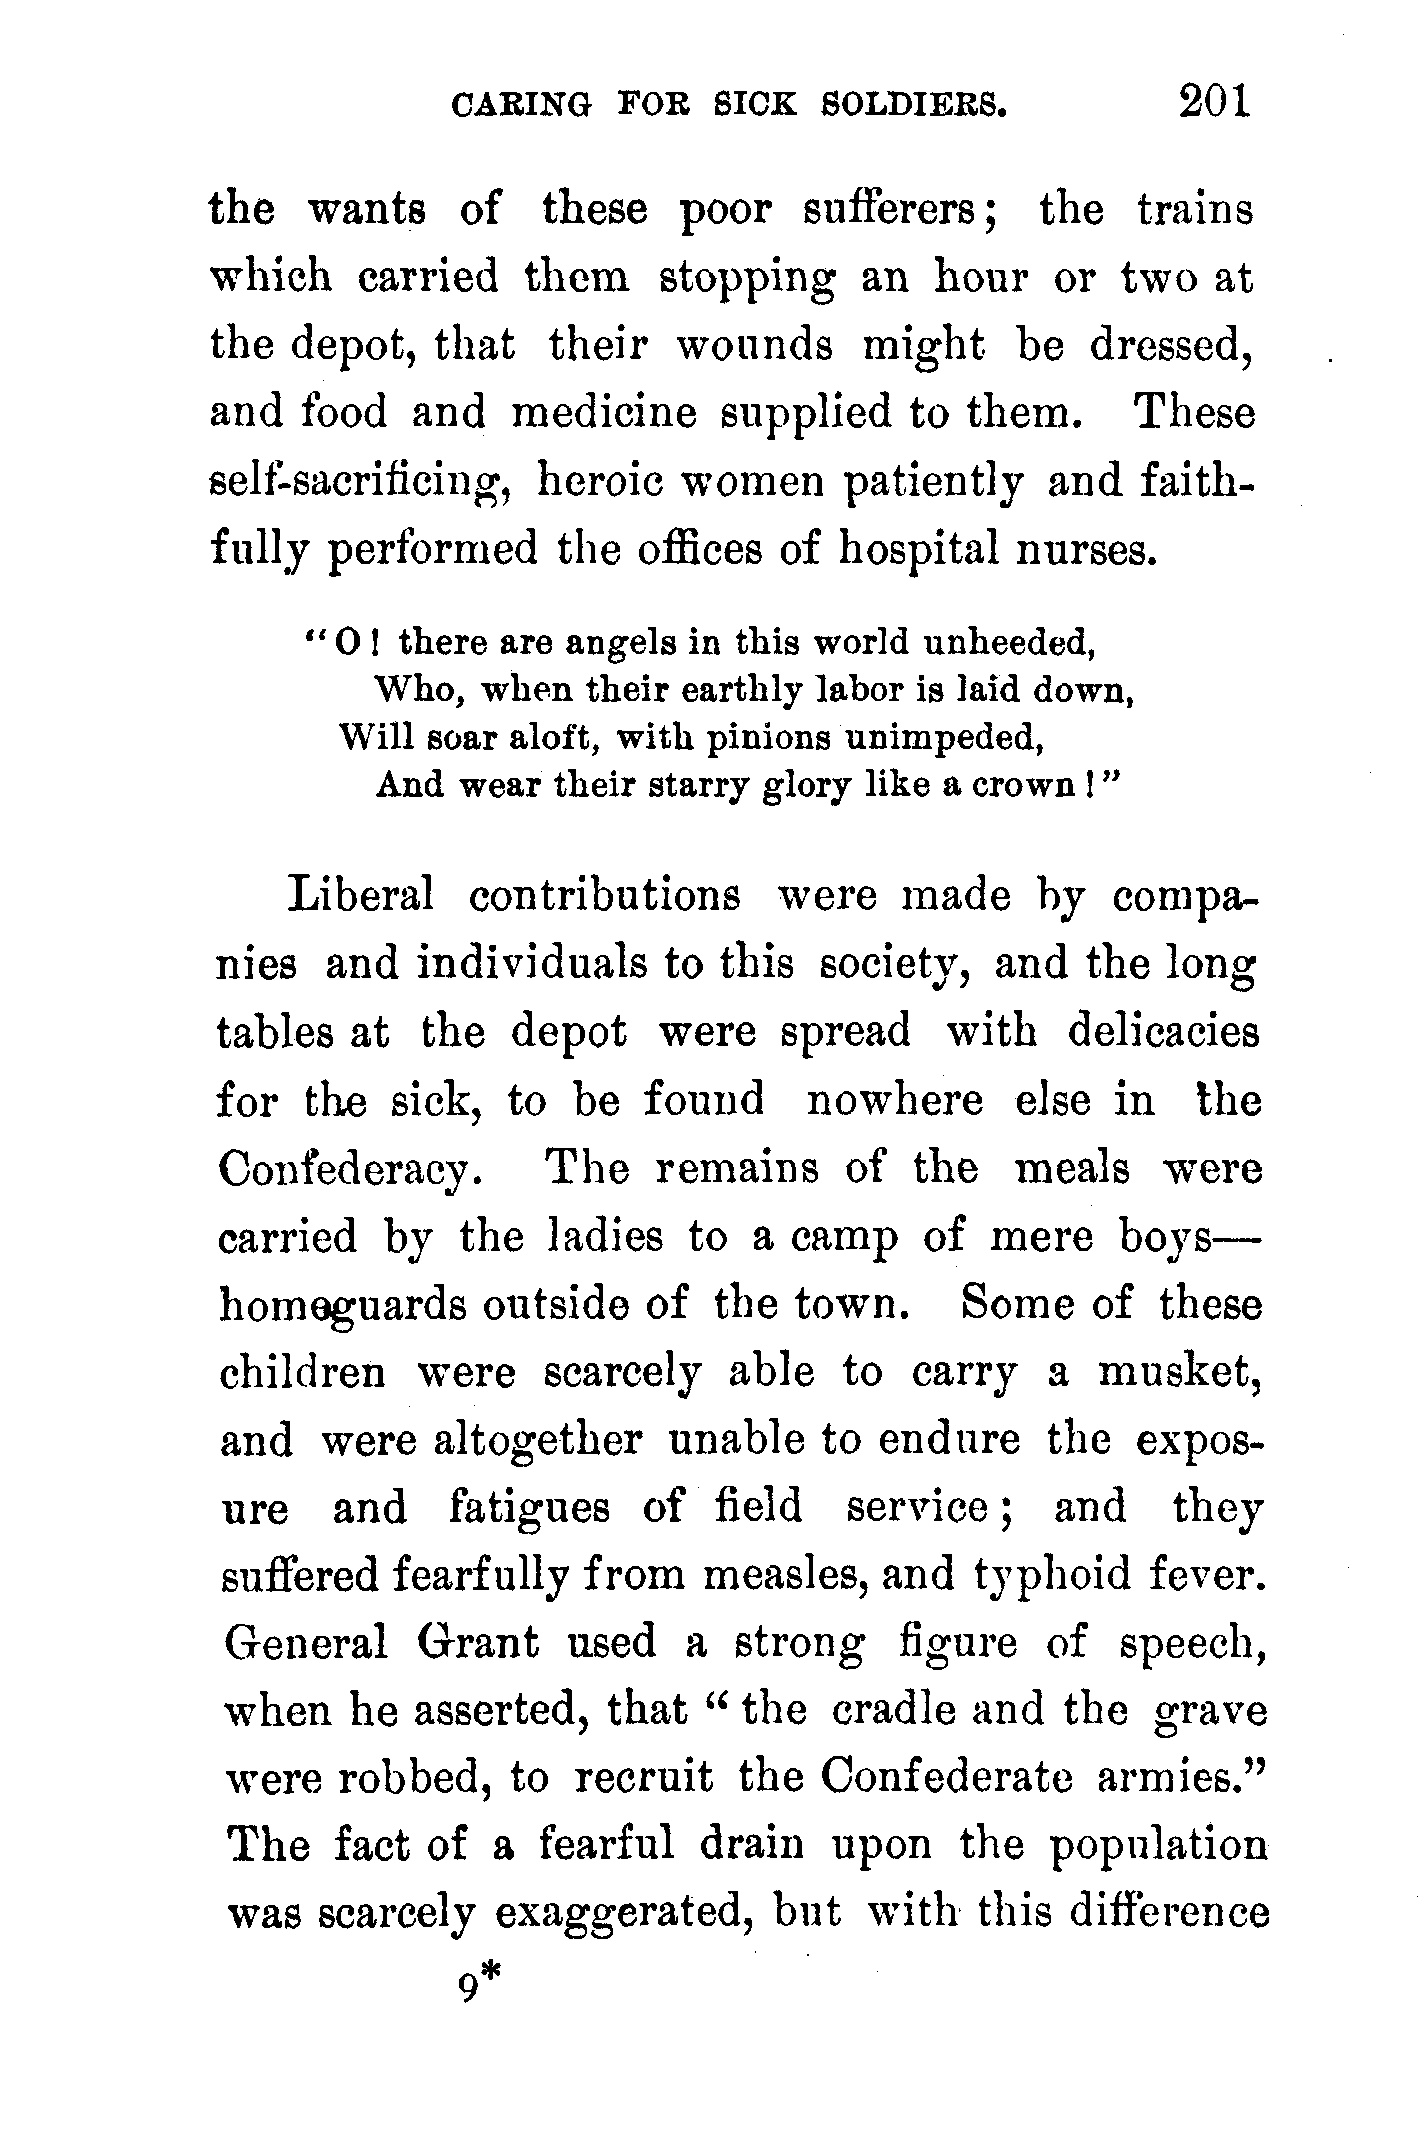 CARING FOR SICK SOLDIERS. 201
the wants of these poor sufferers; the trains
which carried them stopping an hour or two at
the depot, that their wounds might be dressed,
and food and medicine supplied to them. These
self-sacrificing, heroic women patiently and faith-
fully performed the offices of hospital nurses.
"O! there are angels in this world unheeded,
Who, when their earthly labor is laid down,
Will soar aloft, with pinions unimpeded,
And wear their starry glory like a crown!"
Liberal contributions were made by compa-
nies and individuals to this society, and the long
tables at the depot were spread with delicacies
for the sick, to be found nowhere else in the
Confederacy. The remains of the meals were
carried by the ladies to a camp of mere boys—
homeguards outside of the town. Some of these
children were scarcely able to carry a musket,
and were altogether unable to endure the expos-
ure and fatigues of field service; and they
suffered fearfully from measles, and typhoid fever.
General Grant used a strong figure of speech,
when he asserted, that "the cradle and the grave
were robbed, to recruit the Confederate armies."
The fact of a fearful drain upon the population
was scarcely exaggerated, but with this difference
9*